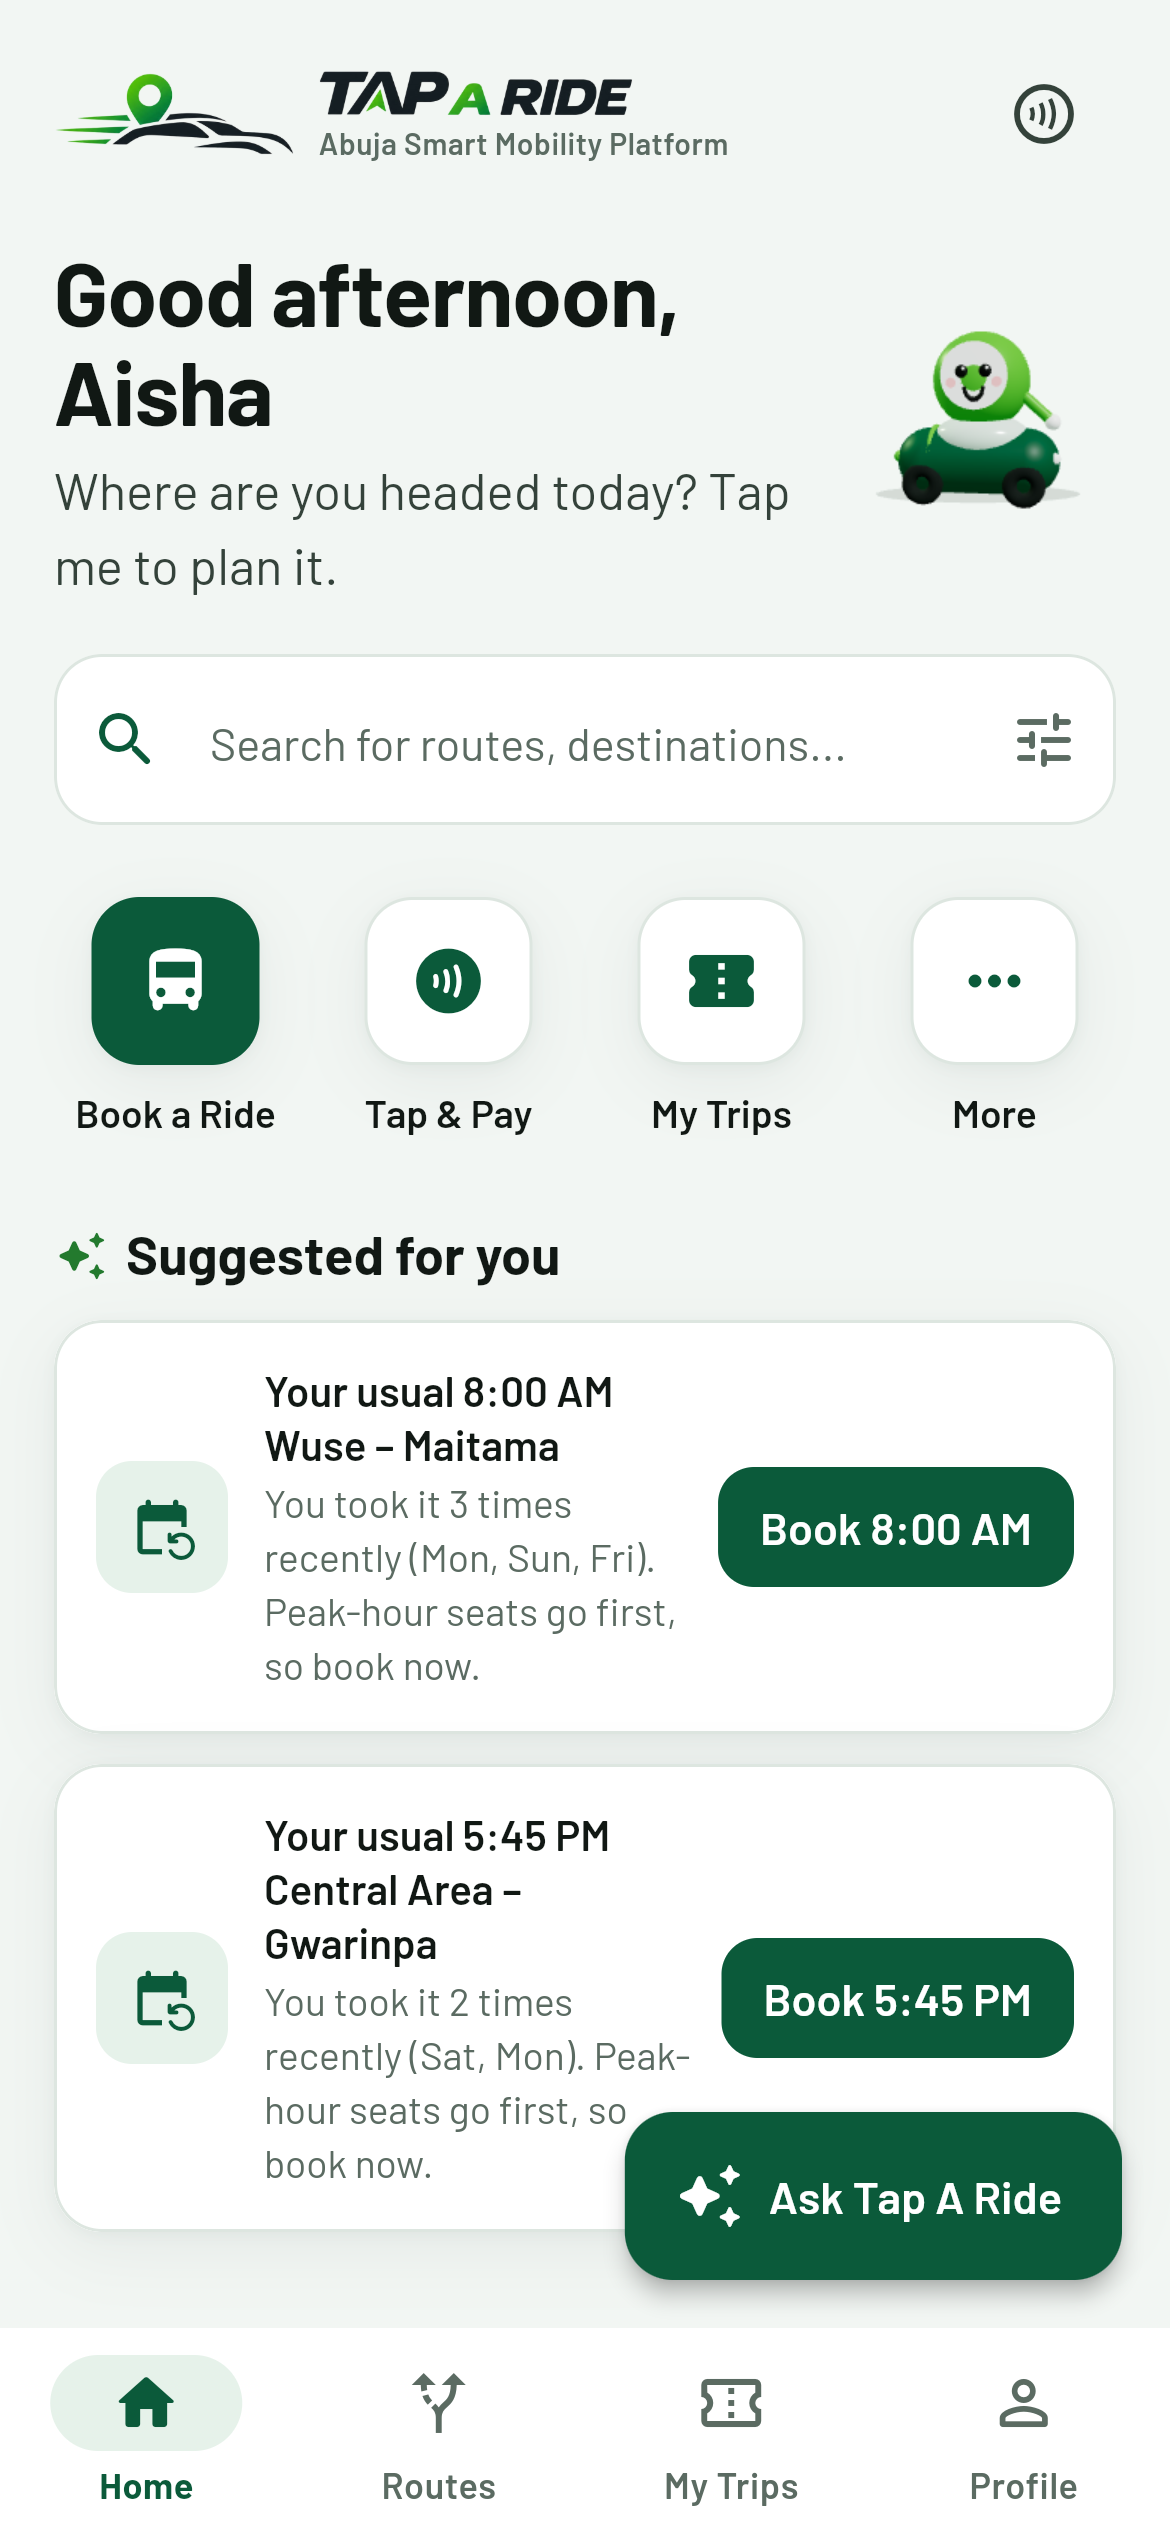 TAP A RIDE
Abuja Smart Mobility Platform
Good afternoon,
Aisha
Where are you headed today? Tap
me to plan it.
Search for routes, destinations...
Book a Ride
Tap & Pay
My Trips
More
Suggested for you
Your usual 8:00 AM
Wuse – Maitama
You took it 3 times
recently (Mon, Sun, Fri).
Peak-hour seats go first,
so book now.
Book 8:00 AM
Your usual 5:45 PM
Central Area –
Gwarinpa
You took it 2 times
recently (Sat, Mon). Peak-
hour seats go first, so
book now.
Book 5:45 PM
Ask Tap A Ride
Home
Routes
My Trips
Profile